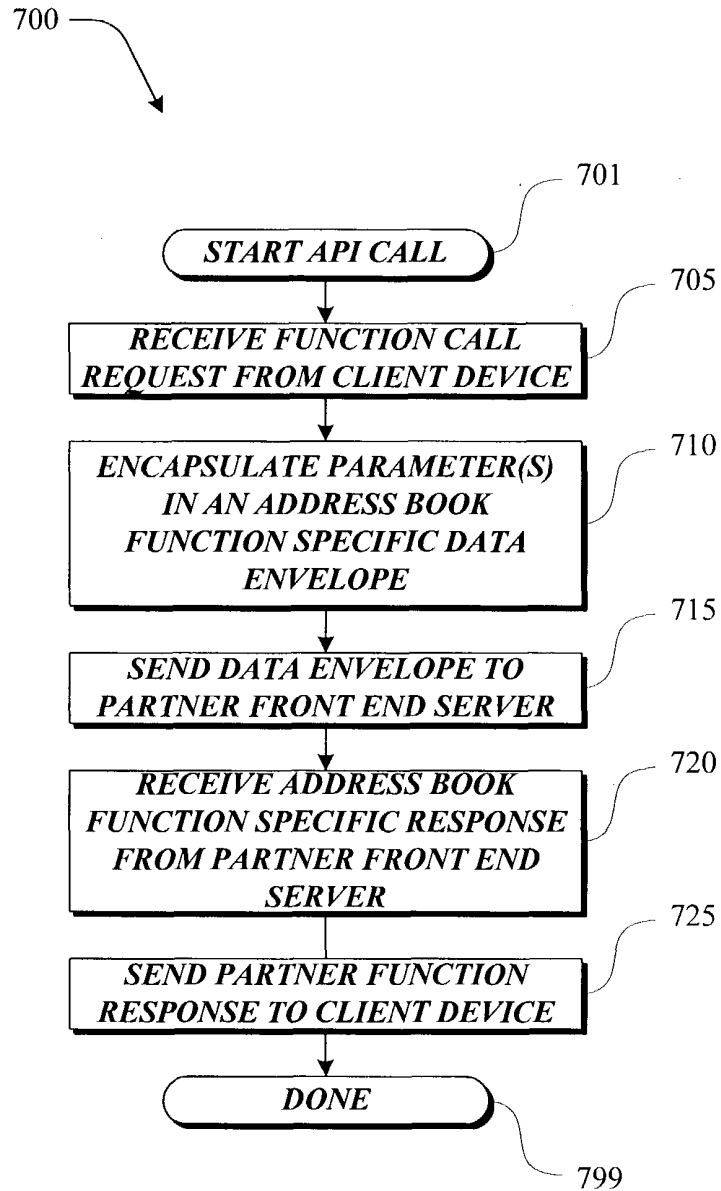 700
701
START API CALL
705
RECEIVE FUNCTION CALL
REQUEST FROM CLIENT DEVICE
710
ENCAPSULATE PARAMETER(S)
IN AN ADDRESS BOOK
FUNCTION SPECIFIC DATA
ENVELOPE
715
SEND DATA ENVELOPE TO
PARTNER FRONT END SERVER
720
RECEIVE ADDRESS BOOK
FUNCTION SPECIFIC RESPONSE
FROM PARTNER FRONT END
SERVER
725
SEND PARTNER FUNCTION
RESPONSE TO CLIENT DEVICE
DONE
799